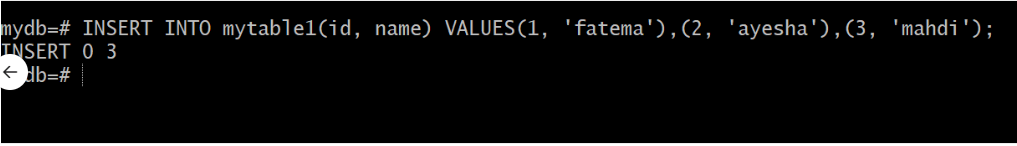 mydb=# INSERT INTO mytable1(id, name) VALUES(1, 'fatema'),(2, 'ayesha'),(3, 'mahdi');
INSERT 0 3
db=#